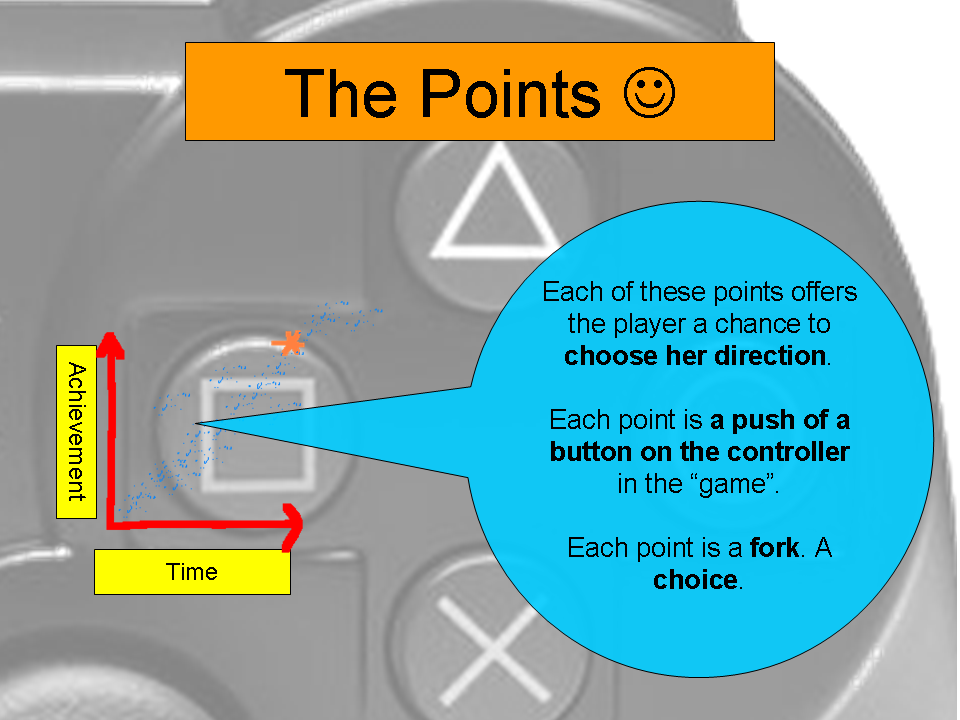 The Points ☺
Each of these points offers
the player a chance to
choose her direction.
Each point is a push of a
button on the controller
in the “game”.
Each point is a fork. A
choice.
Achievement
Time